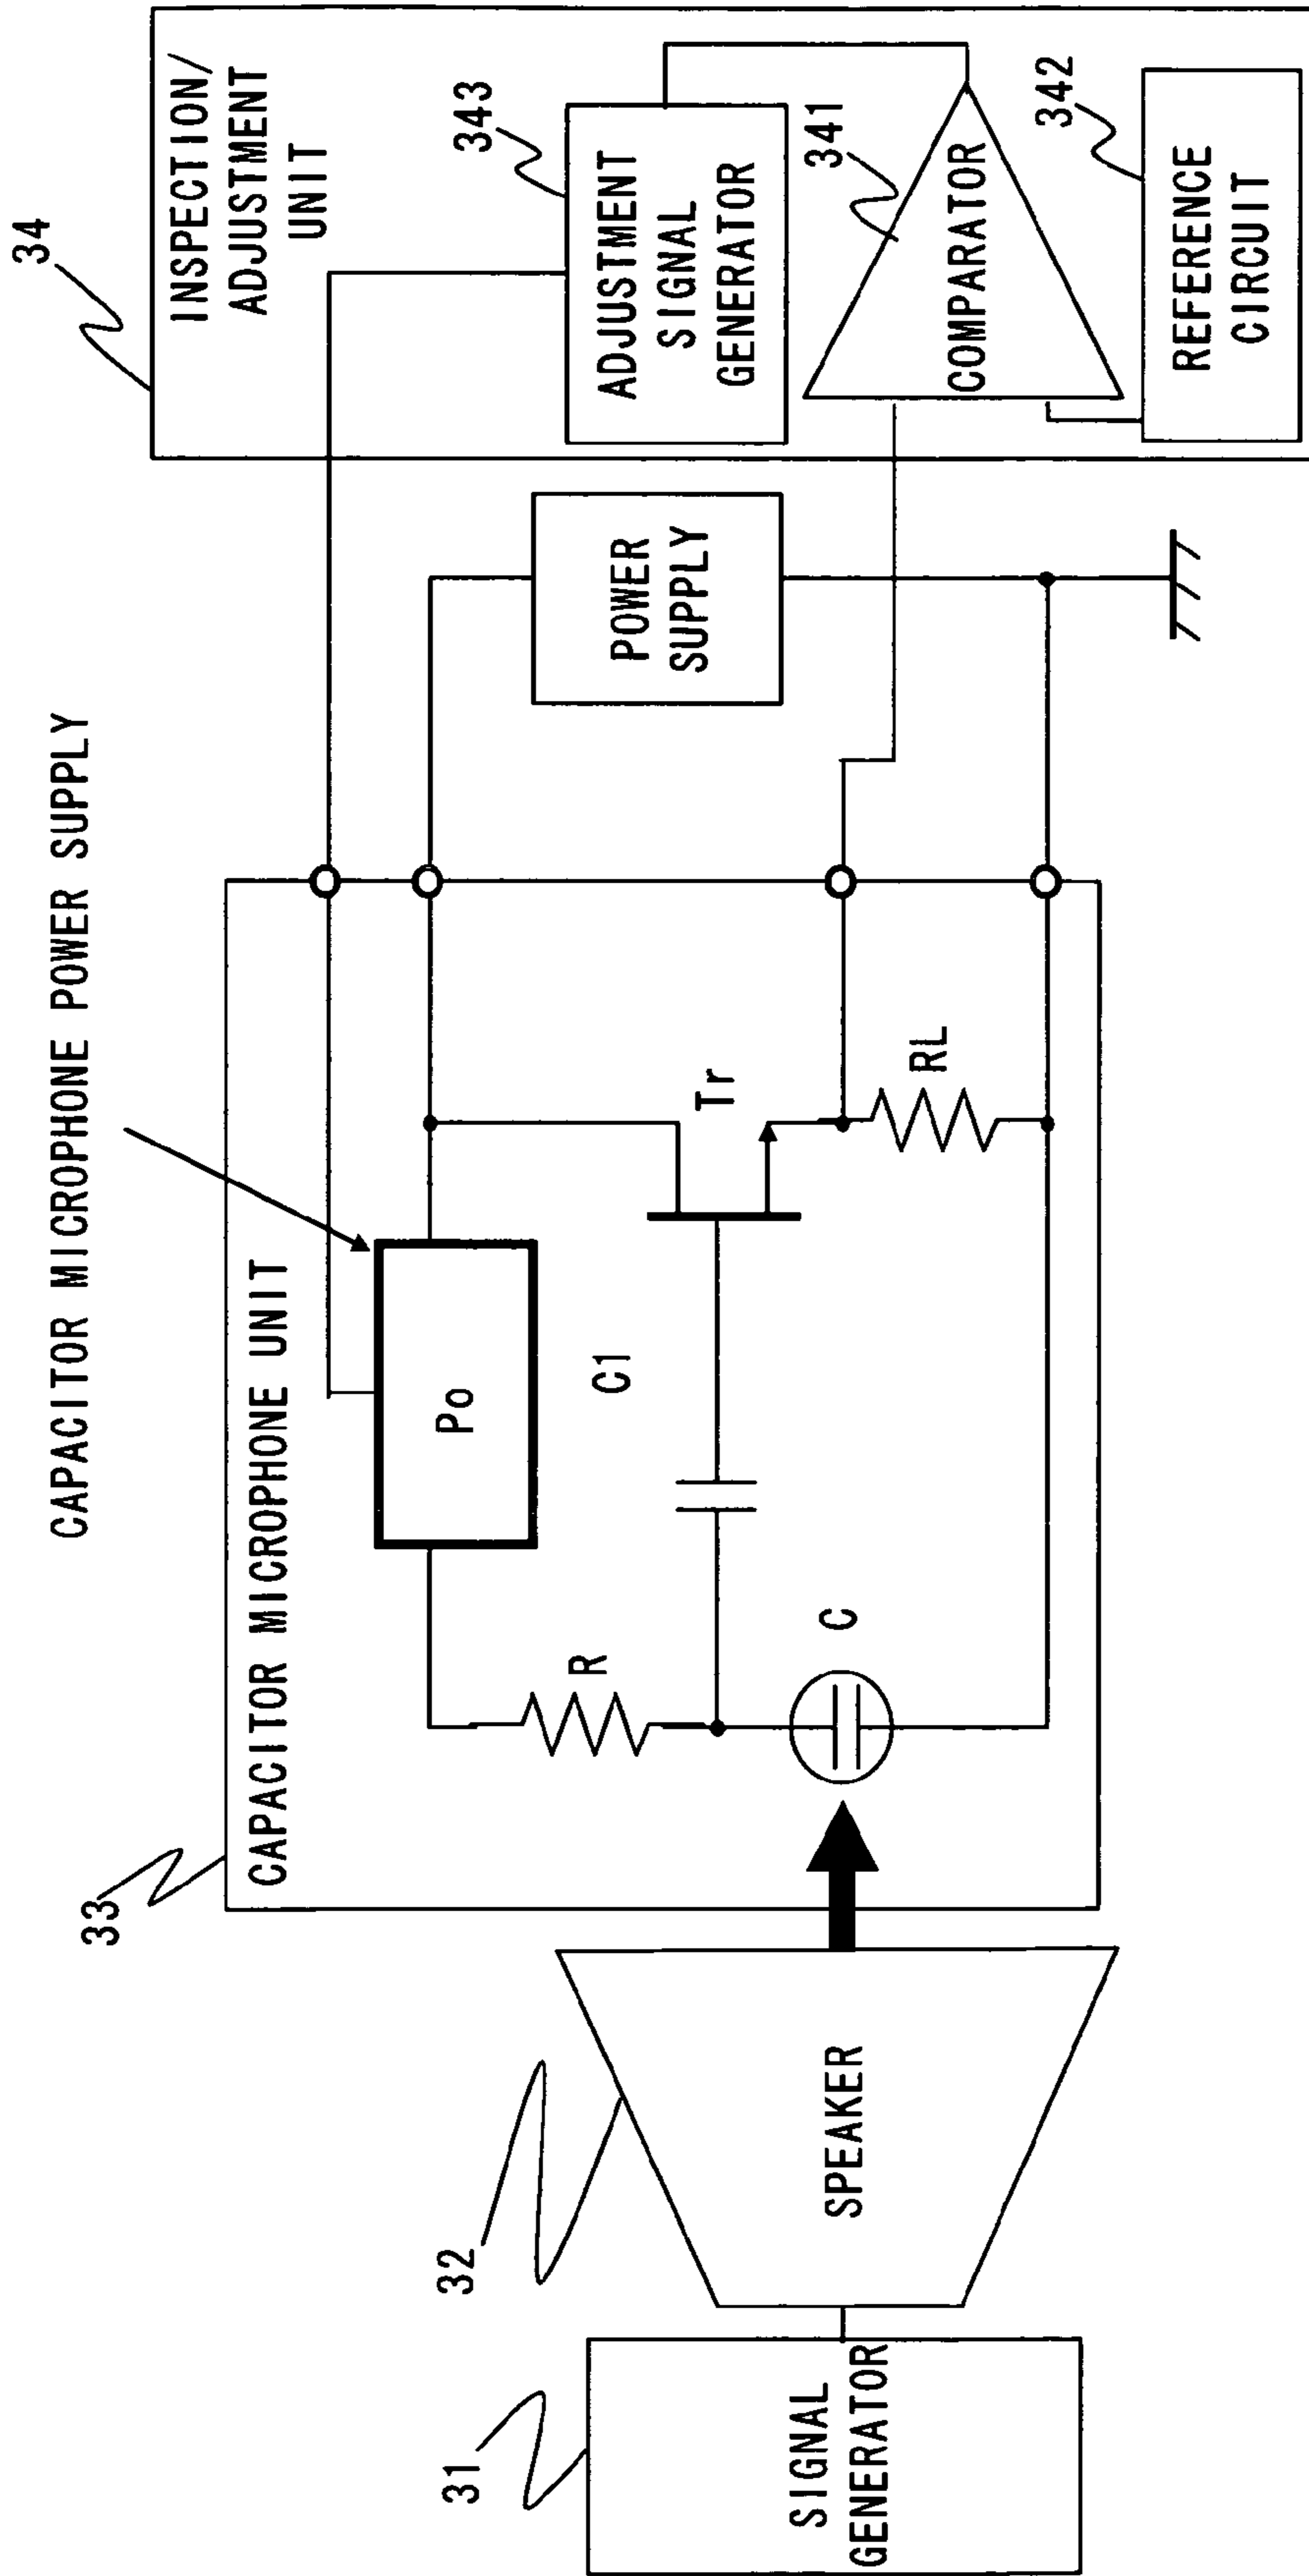 CAPACITOR MICROPHONE POWER SUPPLY
34
INSPECTION/
ADJUSTMENT
UNIT
33
CAPACITOR MICROPHONE UNIT
Po
R
C1
C
Tr
RL
POWER
SUPPLY
343
ADJUSTMENT
SIGNAL
GENERATOR
341
COMPARATOR
342
REFERENCE
CIRCUIT
32
SPEAKER
31
SIGNAL
GENERATOR